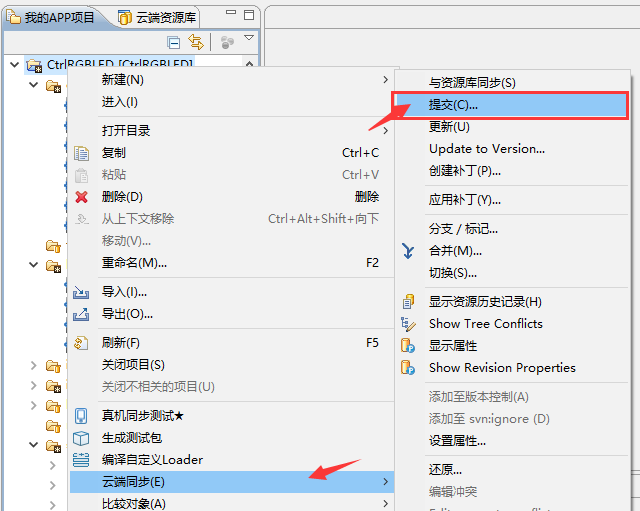 我的APP项目 云端资源库
CtrlRGBLED [CtrlRGBLED]
新建(N)
进入(I)
打开目录
复制 Ctrl+C
粘贴 Ctrl+V
删除(D) 删除
从上下文移除 Ctrl+Alt+Shift+向下
移动(V)...
重命名(M)... F2
导入(I)...
导出(O)...
刷新(F) F5
关闭项目(S)
关闭不相关的项目(U)
真机同步测试★
生成测试包
编译自定义Loader
云端同步(E)
比较对象(A)
与资源库同步(S)
提交(C)...
更新(U)
Update to Version...
创建补丁(P)...
应用补丁(Y)...
分支 / 标记...
合并(M)...
切换(S)...
显示资源历史记录(H)
Show Tree Conflicts
显示属性
Show Revision Properties
添加至版本控制(A)
添加至 svn:ignore (D)
设置属性...
还原...
编辑冲突